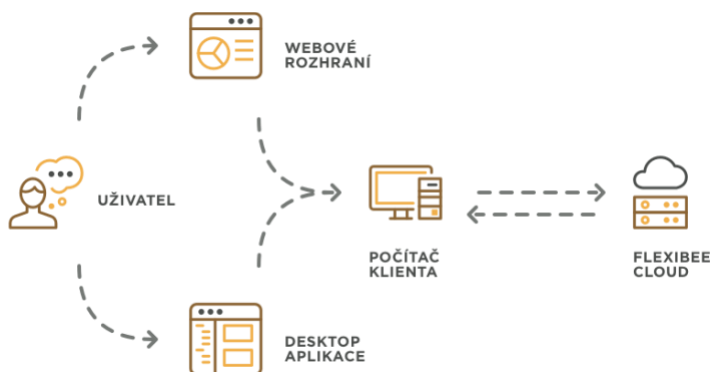 WEBOVÉ
ROZHRANÍ
UŽIVATEL
POČÍTAČ
KLIENTA
FLEXIBEE
CLOUD
DESKTOP
APLIKACE